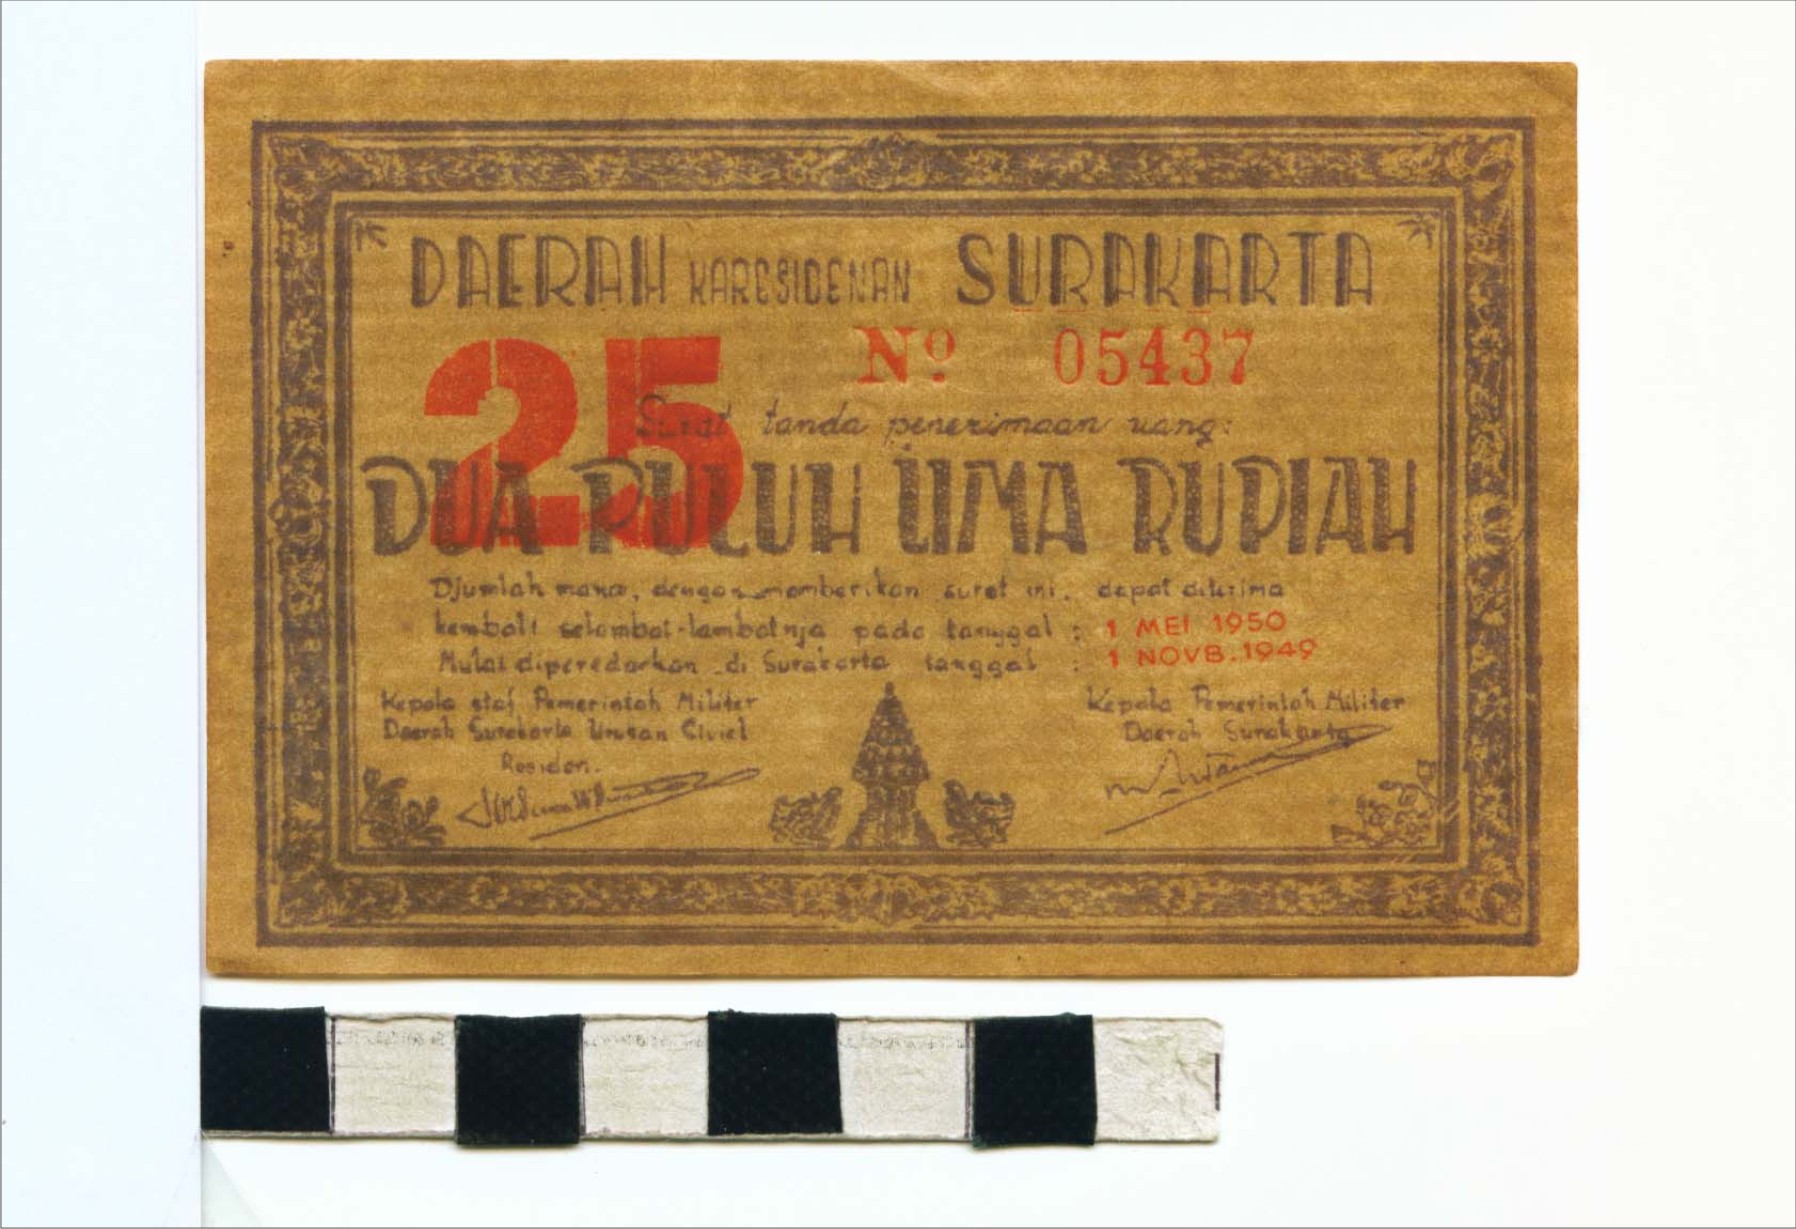 DAERAH KARESIDENAN SURAKARTA
25 Nº 05437
Surat tanda penerimaan uang:
DUA PULUH LIMA RUPIAH
Djumlah mana, dengan memberikan surat ini, dapat diterima
kembali selambat-lambatnja pada tanggal : 1 MEI 1950
Mulai diperedarkan di Surakarta tanggal : 1 NOVB. 1949
Kepala staf Pemerintah Militer
Daerah Surakarta Urusan Civiel
Residen.
Kepala Pemerintah Militer
Daerah Surakarta